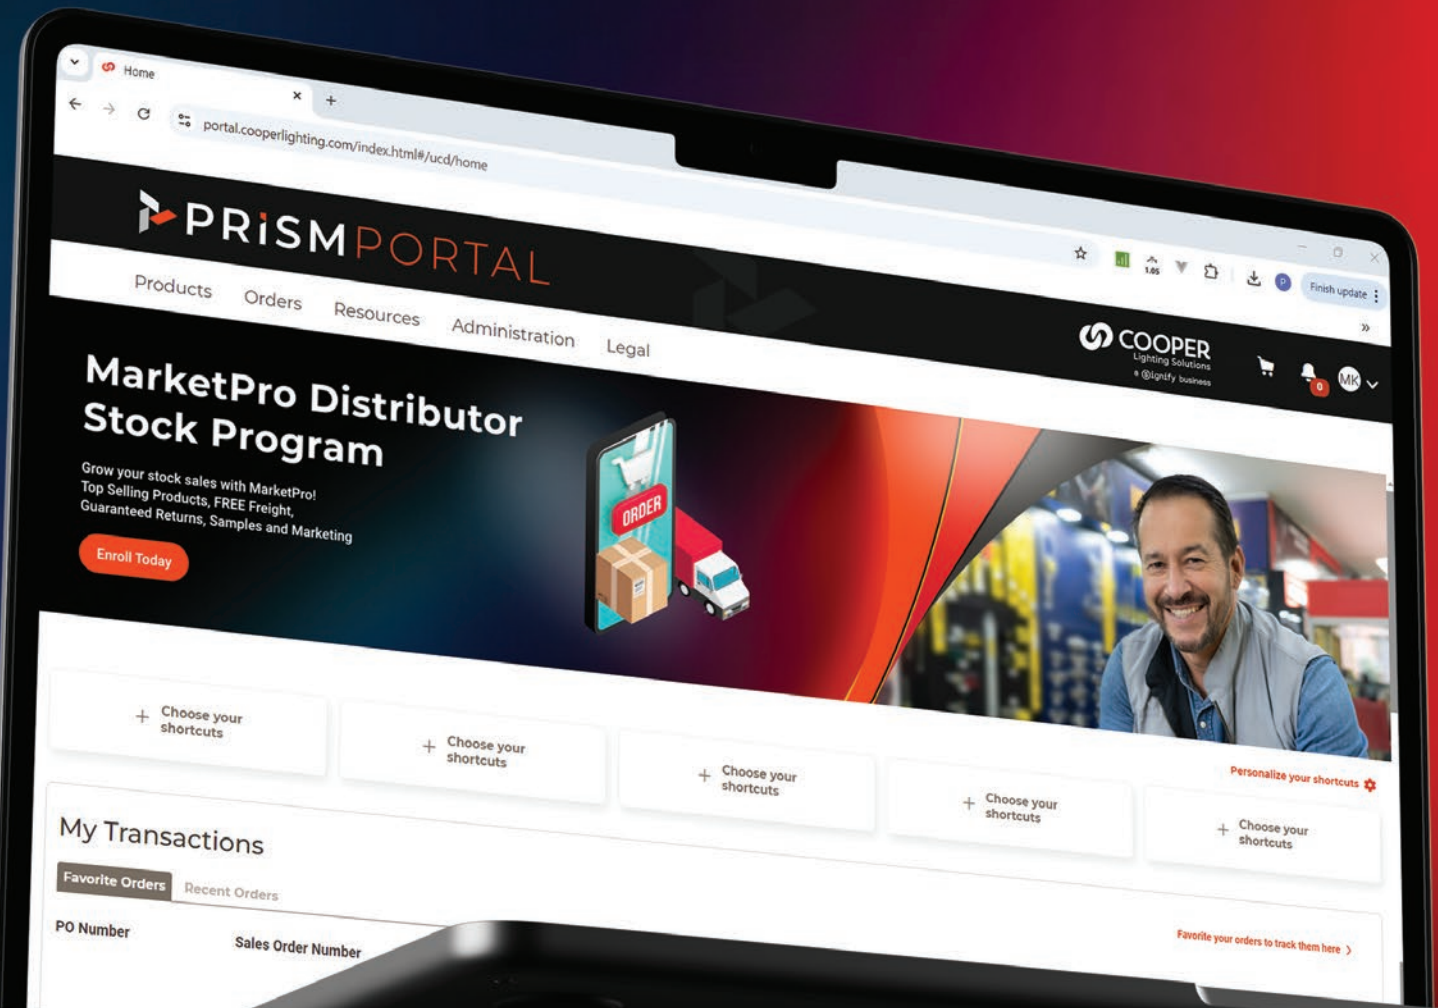 Home
portal.cooperlighting.com/index.html#/ucd/home
1.05
P
Finish update
PRiSMPORTAL
Products
Orders
Resources
Administration
Legal
COOPER
Lighting Solutions
a Signify business
0
MK
MarketPro Distributor
Stock Program
Grow your stock sales with MarketPro!
Top Selling Products, FREE Freight,
Guaranteed Returns, Samples and Marketing
Enroll Today
ORDER
Personalize your shortcuts
Choose your
shortcuts
Choose your
shortcuts
Choose your
shortcuts
Choose your
shortcuts
Choose your
shortcuts
My Transactions
Favorite Orders
Recent Orders
Favorite your orders to track them here
PO Number
Sales Order Number